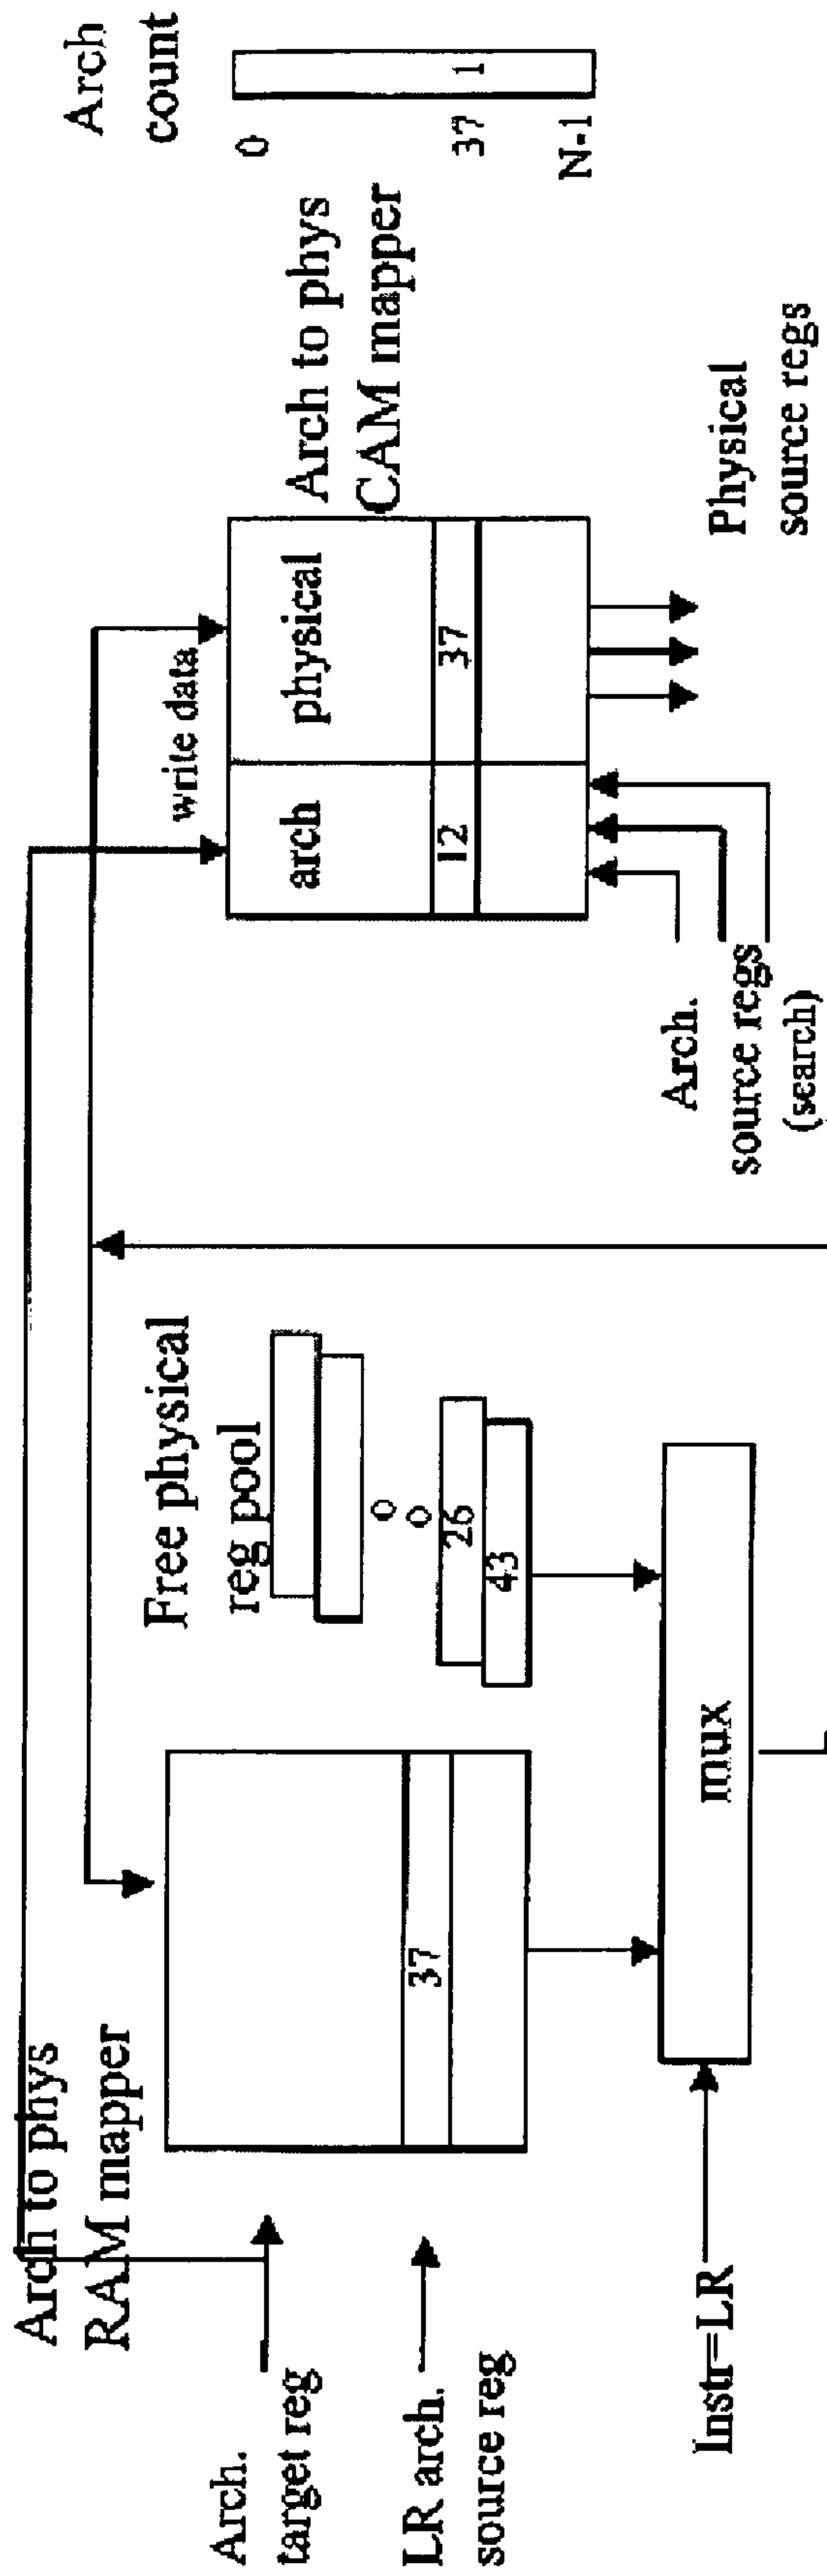 Arch to phys
RAM mapper
Arch.
target reg
LR arch.
source reg
37
Instr=LR
mux
Free physical
reg pool
26
43
write data
arch
physical
12
37
Arch.
source regs
(search)
Arch to phys
CAM mapper
Physical
source regs
Arch
count
0
37
1
N-1